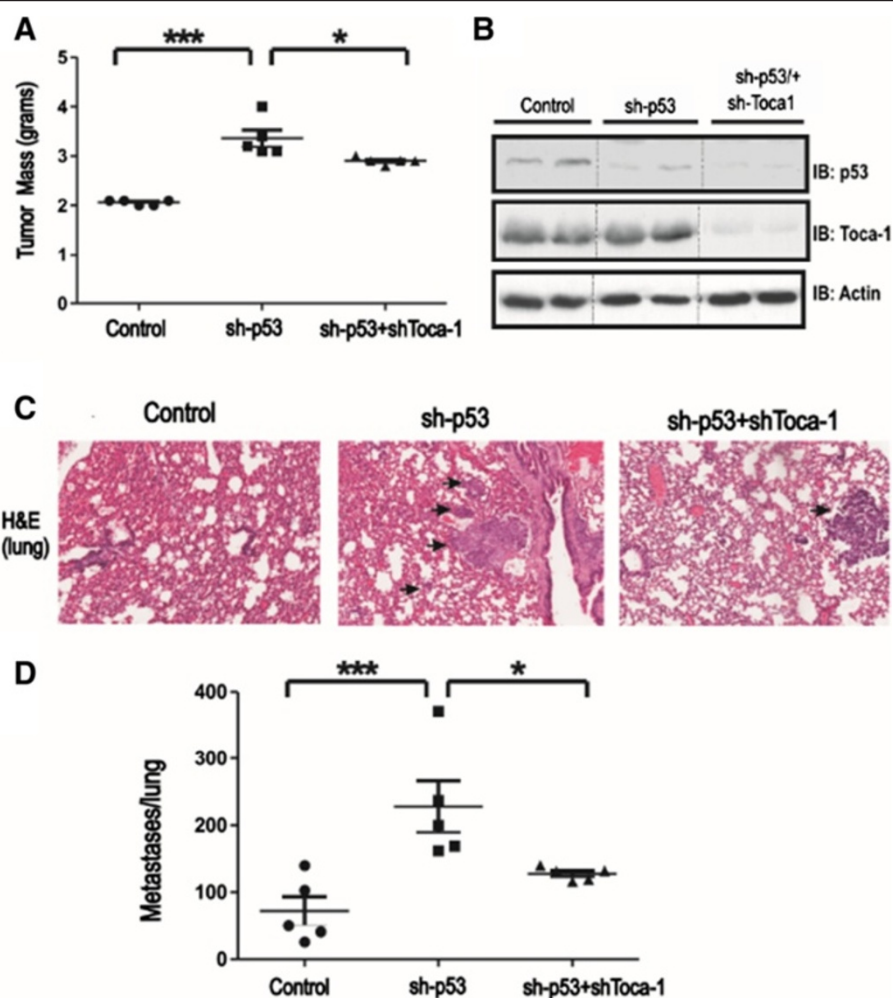 A
B
*** *
Tumor Mass (grams)
5
4
3
2
1
0
Control sh-p53 sh-p53+shToca-1
Control sh-p53 sh-p53/+
sh-Toca1
IB: p53
IB: Toca-1
IB: Actin
C
Control sh-p53 sh-p53+shToca-1
H&E
(lung)
D
*** *
Metastases/lung
400
300
200
100
0
Control sh-p53 sh-p53+shToca-1